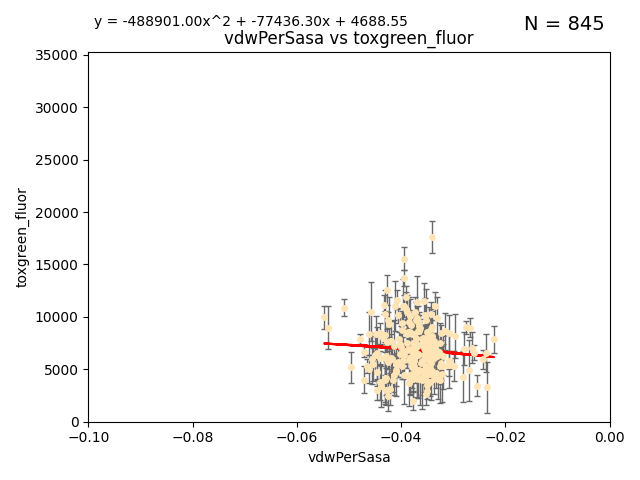 y = -488901.00x^2 + -77436.30x + 4688.55
N = 845
vdwPerSasa vs toxgreen_fluor
35000
30000
25000
20000
15000
10000
5000
0
toxgreen_fluor
−0.10
−0.08
−0.06
−0.04
−0.02
0.00
vdwPerSasa